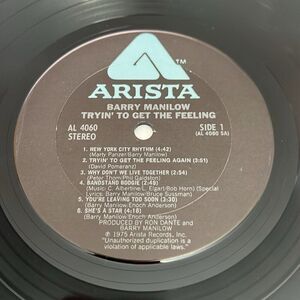 TM
ARISTA
BARRY MANILOW
TRYIN' TO GET THE FEELING
AL 4060
STEREO
SIDE 1
(AL 4060 SA)
1. NEW YORK CITY RHYTHM (4:42)
(Marty Panzer/Barry Manilow)
2. TRYIN' TO GET THE FEELING AGAIN (3:51)
(David Pomeranz)
3. WHY DON'T WE LIVE TOGETHER (2:54)
(Peter Thom/Phil Galdston)
4. BANDSTAND BOOGIE (2:49)
(Music: C. Albertine/L. Elgart/Bob Horn) (Special
Lyrics: Barry Manilow/Bruce Sussman)
5. YOU'RE LEAVING TOO SOON (3:30)
(Barry Manilow/Enoch Anderson)
6. SHE'S A STAR (4:16)
(Barry Manilow/Enoch Anderson)
PRODUCED BY RON DANTE and
BARRY MANILOW
℗ 1975 Arista Records, Inc.
"Unauthorized duplication is a violation
of applicable laws."